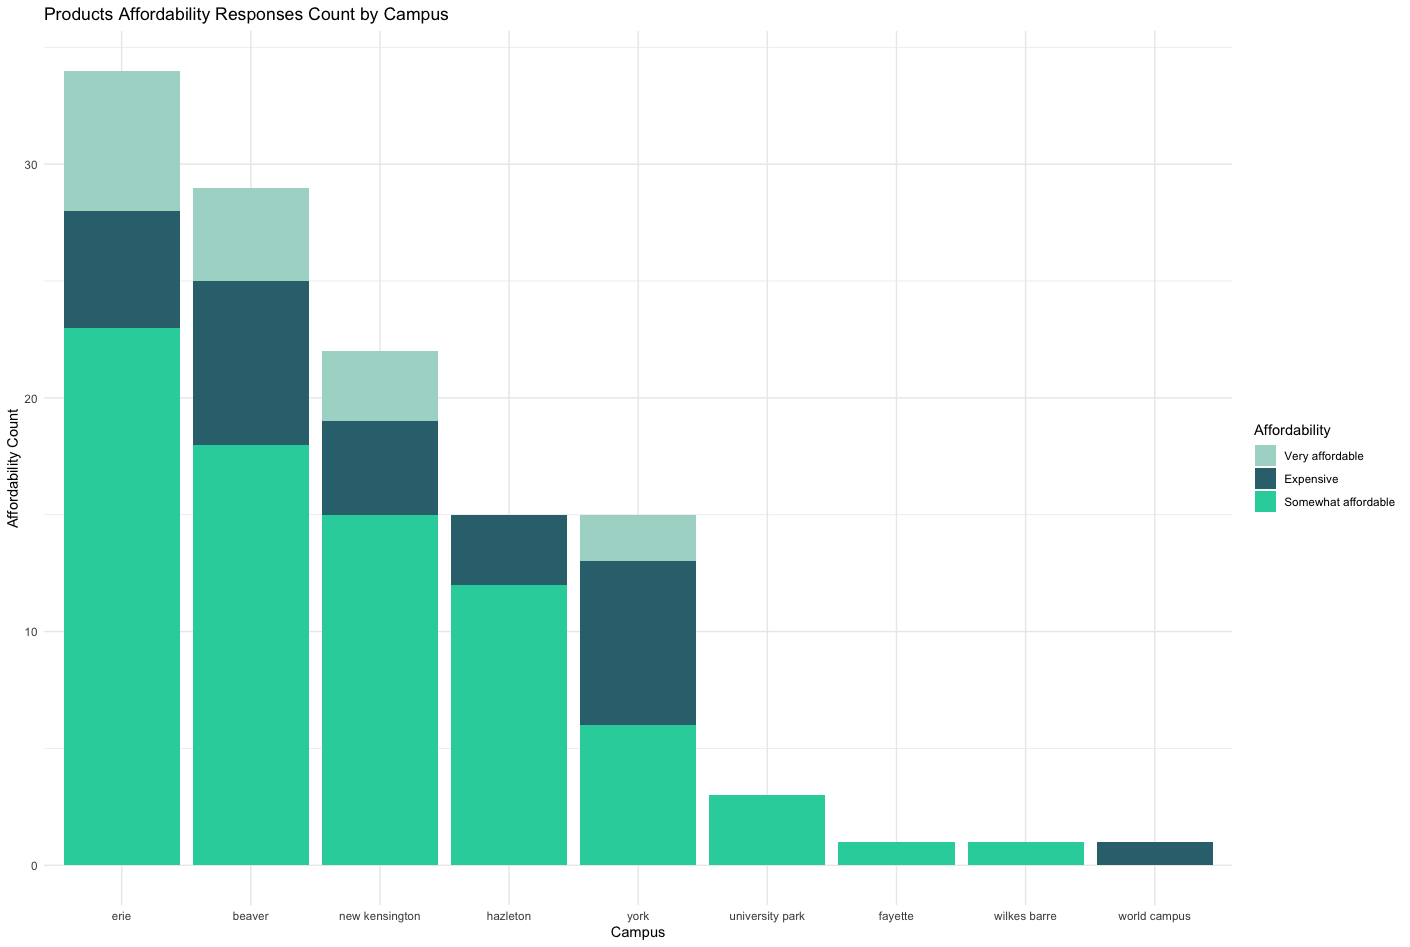 Products Affordability Responses Count by Campus
Affordability Count
30
20
10
0
erie
beaver
new kensington
hazleton
york
university park
fayette
wilkes barre
world campus
Campus
Affordability
Very affordable
Expensive
Somewhat affordable